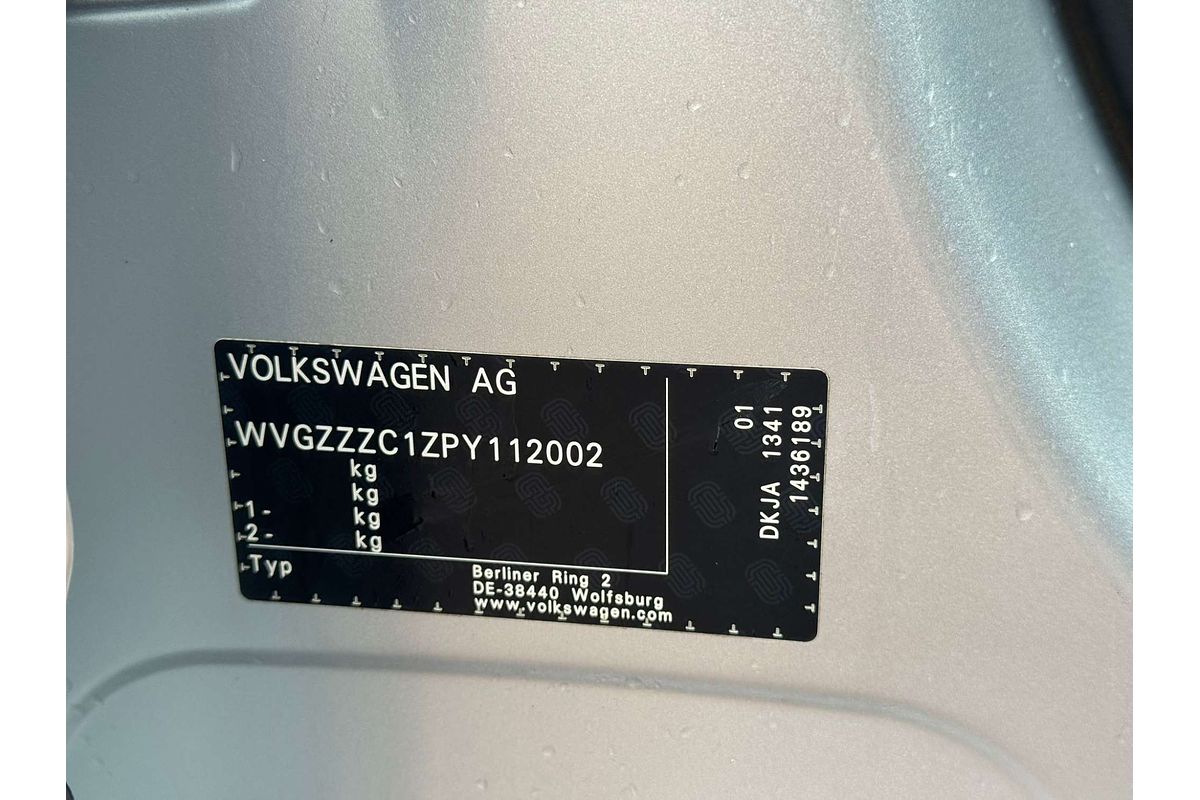 VOLKSWAGEN AG
WVGZZZC1ZPY112002
kg
kg
1- kg
2- kg
Typ
Berliner Ring 2
DE-38440 Wolfsburg
www.volkswagen.com
01
DKJA 1341
1436189